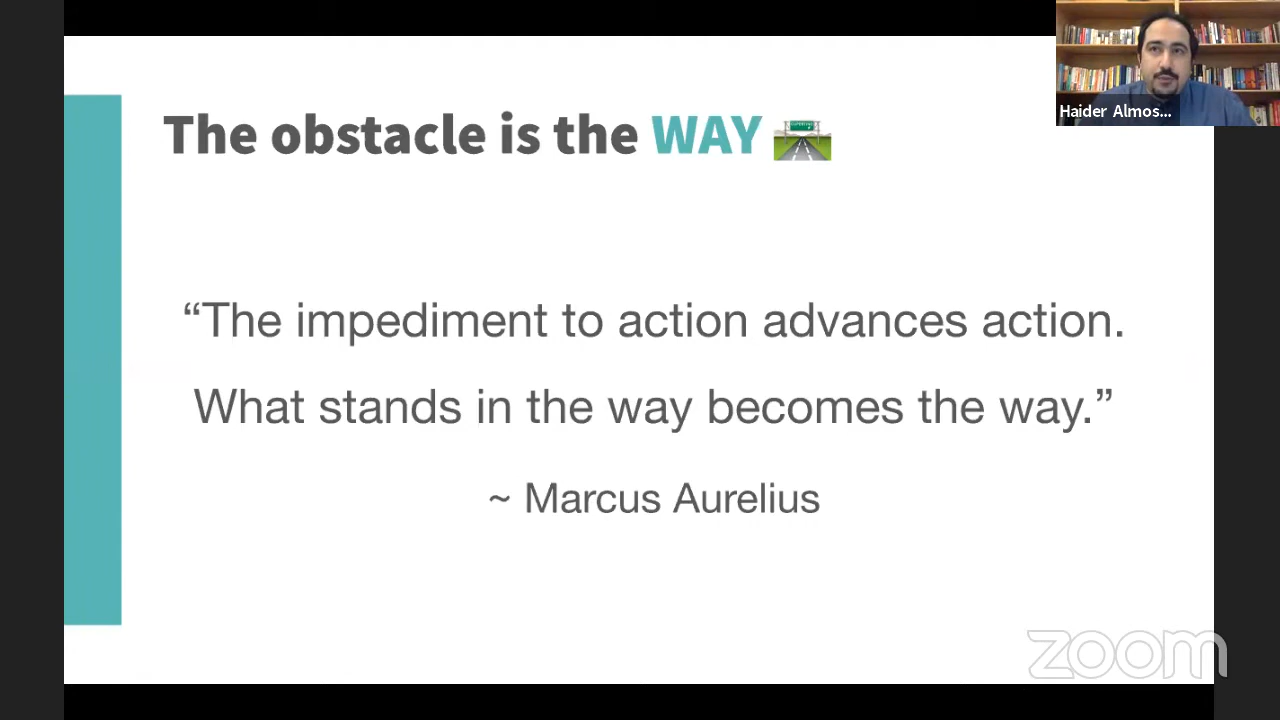 The obstacle is the WAY
Haider Almos...
“The impediment to action advances action.
What stands in the way becomes the way.”
~ Marcus Aurelius
zoom